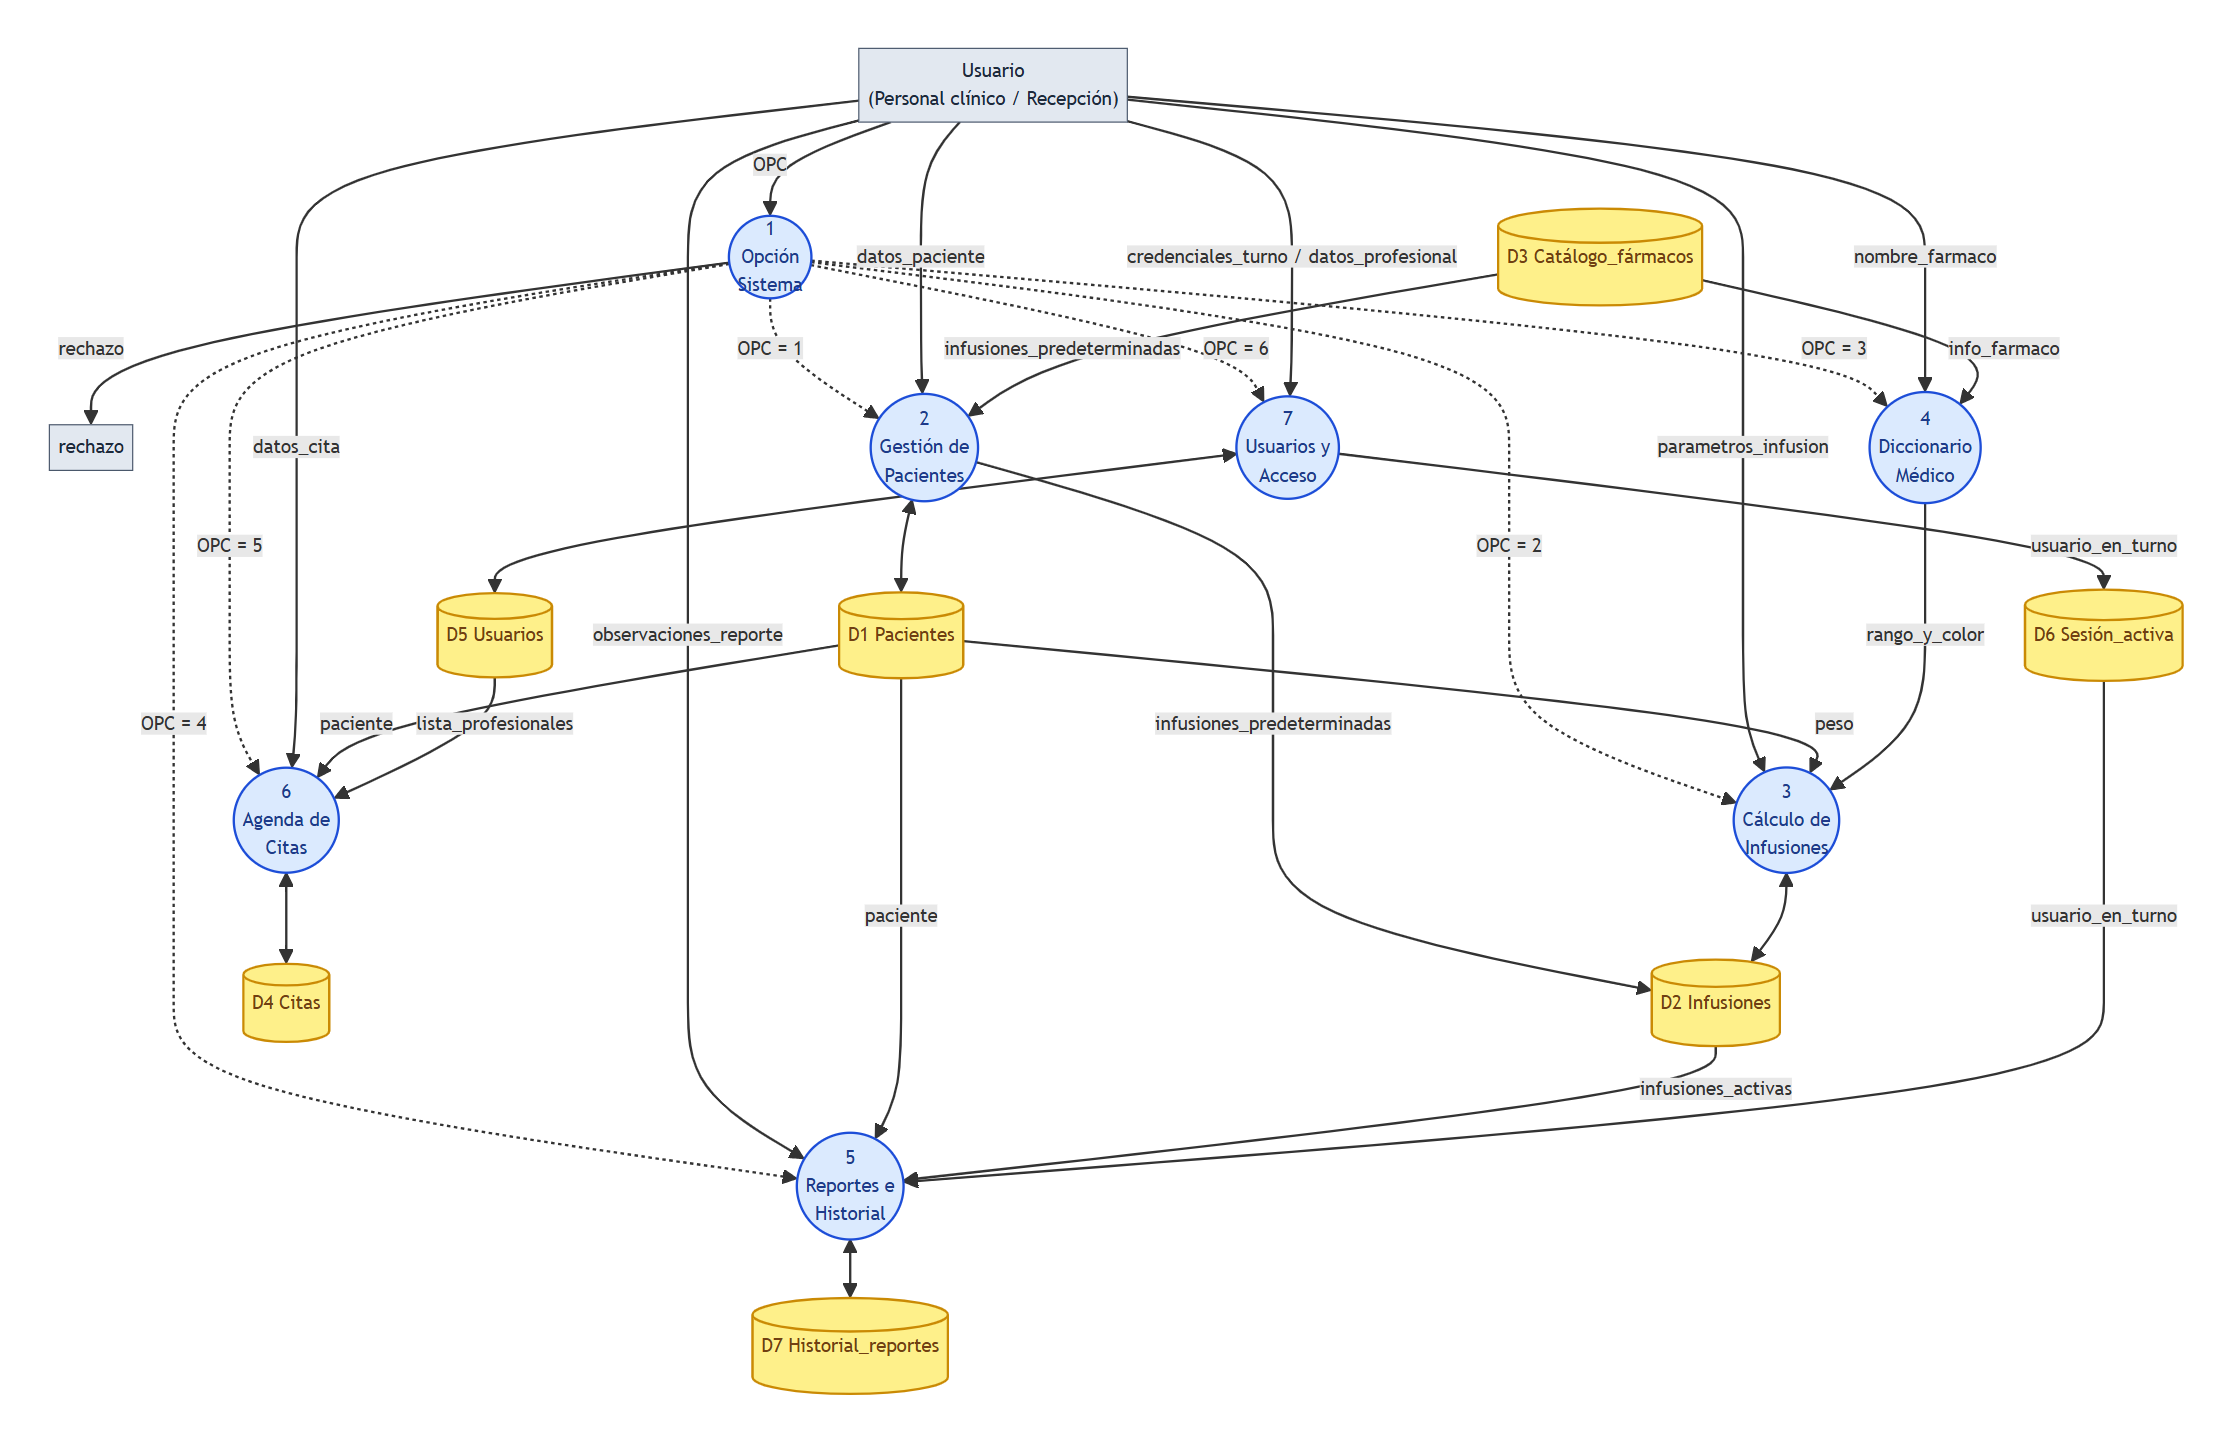 Usuario
(Personal clínico / Recepción)
OPC
1
Opción
Sistema
datos_paciente
credenciales_turno / datos_profesional
D3 Catálogo_fármacos
nombre_farmaco
rechazo
OPC = 1
infusiones_predeterminadas
OPC = 6
OPC = 3
info_farmaco
rechazo
datos_cita
2
Gestión de
Pacientes
7
Usuarios y
Acceso
parametros_infusion
4
Diccionario
Médico
OPC = 5
OPC = 2
usuario_en_turno
D5 Usuarios
observaciones_reporte
D1 Pacientes
rango_y_color
D6 Sesión_activa
OPC = 4
paciente
lista_profesionales
infusiones_predeterminadas
peso
6
Agenda de
Citas
3
Cálculo de
Infusiones
paciente
usuario_en_turno
D4 Citas
D2 Infusiones
infusiones_activas
5
Reportes e
Historial
D7 Historial_reportes